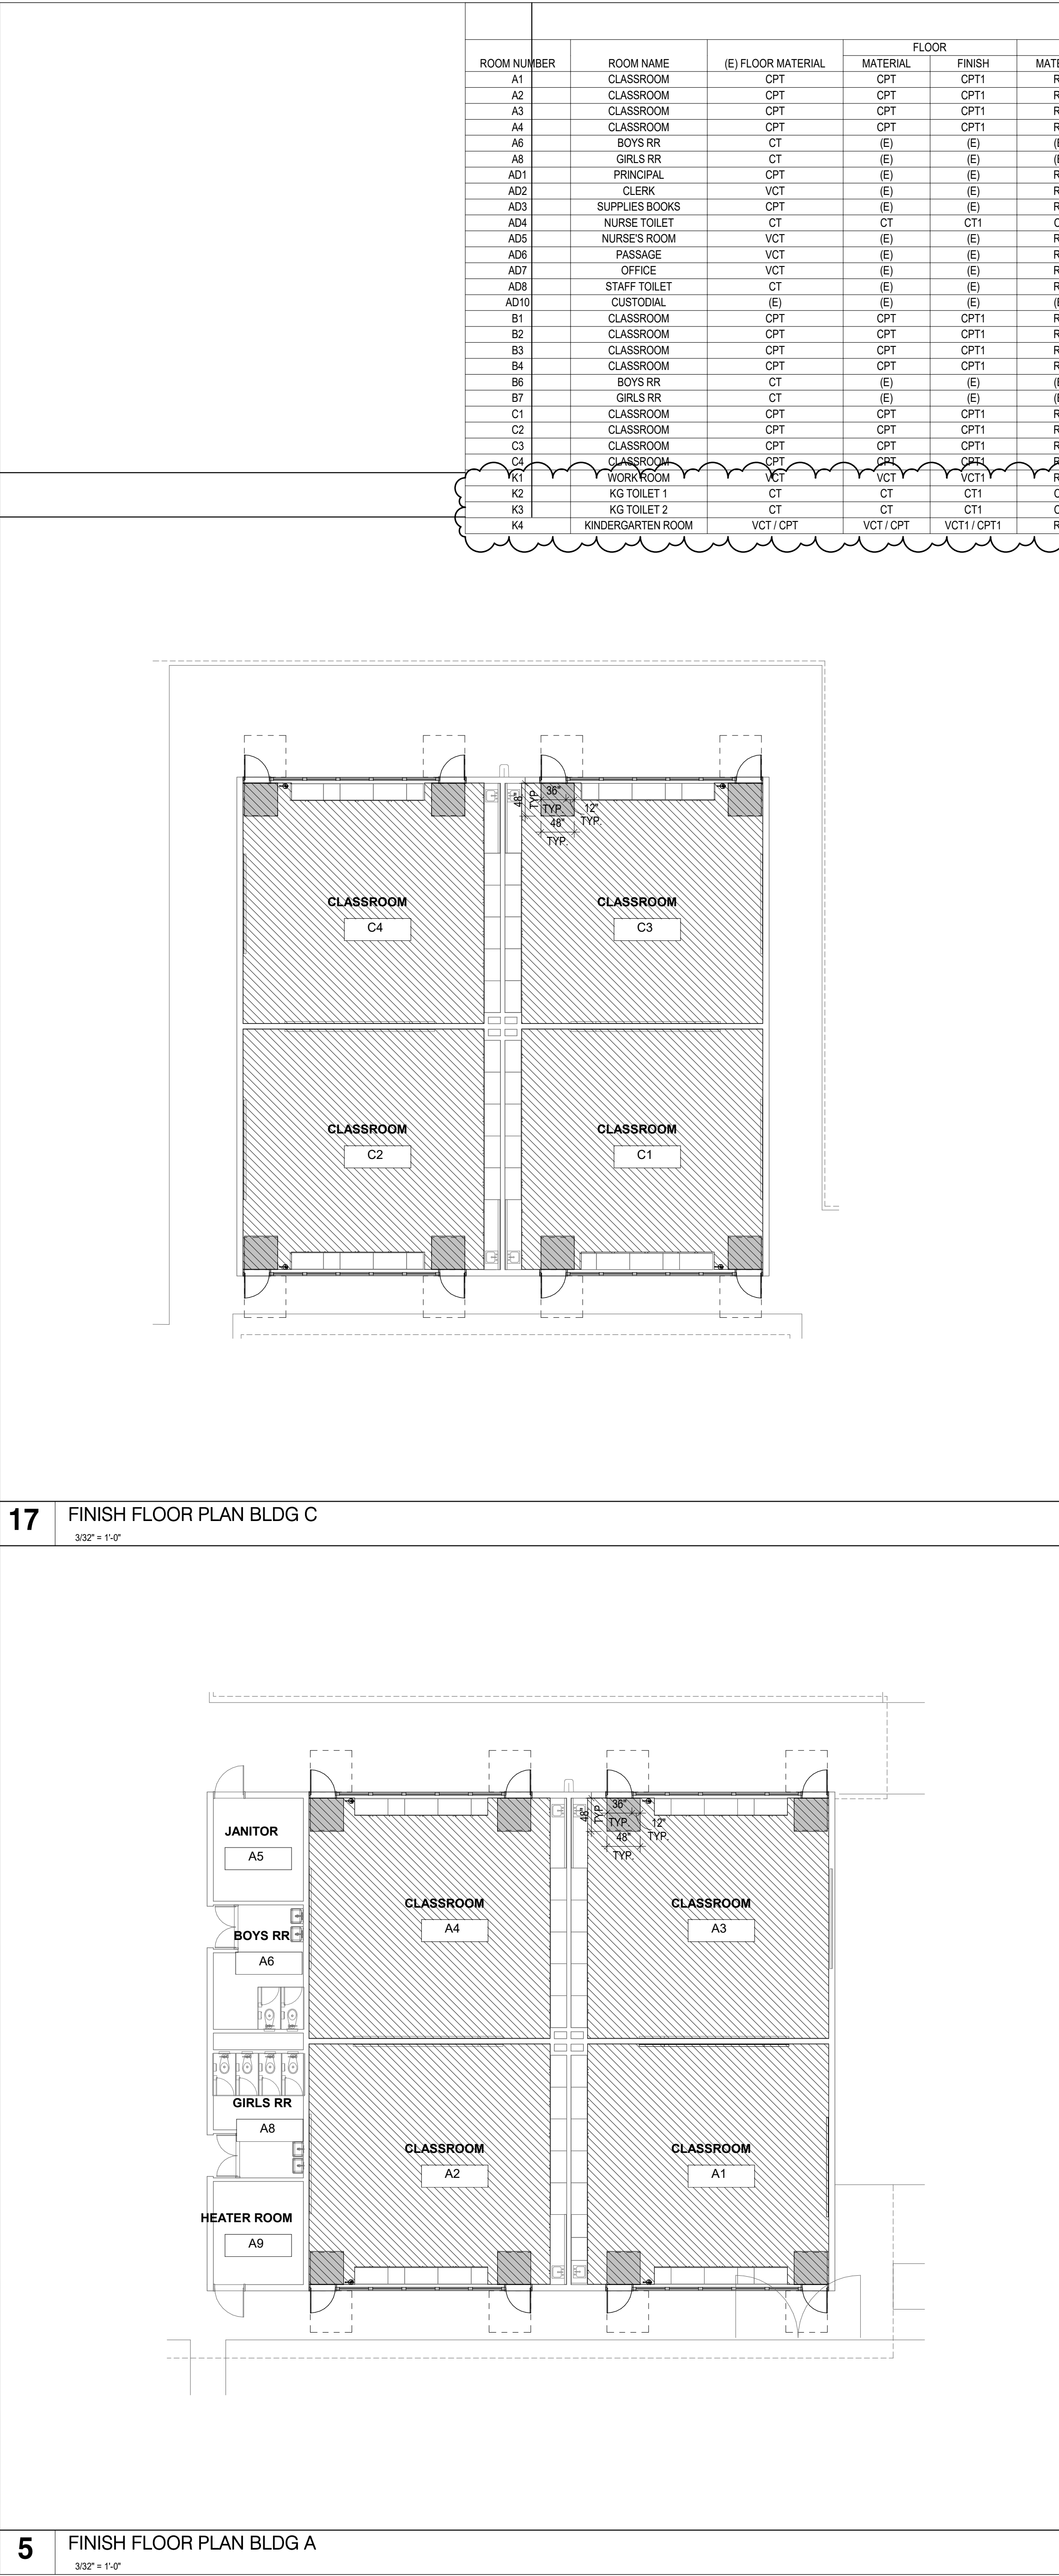 FLOOR
ROOM NUMBER ROOM NAME (E) FLOOR MATERIAL MATERIAL FINISH MATE
A1 CLASSROOM CPT CPT CPT1 R
A2 CLASSROOM CPT CPT CPT1 R
A3 CLASSROOM CPT CPT CPT1 R
A4 CLASSROOM CPT CPT CPT1 R
A6 BOYS RR CT (E) (E) (E
A8 GIRLS RR CT (E) (E) (E
AD1 PRINCIPAL CPT (E) (E) R
AD2 CLERK VCT (E) (E) R
AD3 SUPPLIES BOOKS CPT (E) (E) R
AD4 NURSE TOILET CT CT CT1 C
AD5 NURSE'S ROOM VCT (E) (E) R
AD6 PASSAGE VCT (E) (E) R
AD7 OFFICE VCT (E) (E) R
AD8 STAFF TOILET CT (E) (E) R
AD10 CUSTODIAL (E) (E) (E) (E
B1 CLASSROOM CPT CPT CPT1 R
B2 CLASSROOM CPT CPT CPT1 R
B3 CLASSROOM CPT CPT CPT1 R
B4 CLASSROOM CPT CPT CPT1 R
B6 BOYS RR CT (E) (E) (E
B7 GIRLS RR CT (E) (E) (E
C1 CLASSROOM CPT CPT CPT1 R
C2 CLASSROOM CPT CPT CPT1 R
C3 CLASSROOM CPT CPT CPT1 R
C4 CLASSROOM CPT CPT CPT1 R
K1 WORK ROOM VCT VCT VCT1 R
K2 KG TOILET 1 CT CT CT1 C
K3 KG TOILET 2 CT CT CT1 C
K4 KINDERGARTEN ROOM VCT / CPT VCT / CPT VCT1 / CPT1 R
48" TYP. 36"
TYP. 12"
48" TYP.
TYP.
CLASSROOM CLASSROOM
C4 C3
CLASSROOM CLASSROOM
C2 C1
17 FINISH FLOOR PLAN BLDG C
3/32" = 1'-0"
48" TYP. 36"
TYP. 12"
48" TYP.
TYP.
JANITOR
A5
CLASSROOM CLASSROOM
A4 A3
BOYS RR
A6
GIRLS RR
A8
CLASSROOM CLASSROOM
A2 A1
HEATER ROOM
A9
5 FINISH FLOOR PLAN BLDG A
3/32" = 1'-0"